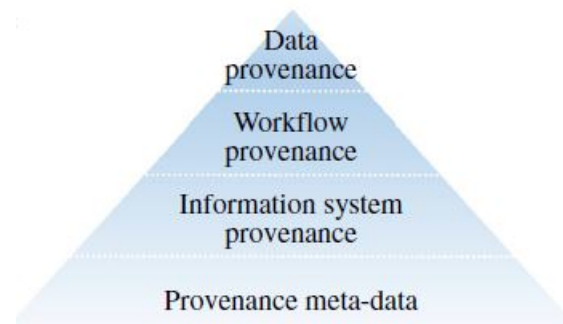 Data
provenance
Workflow
provenance
Information system
provenance
Provenance meta-data